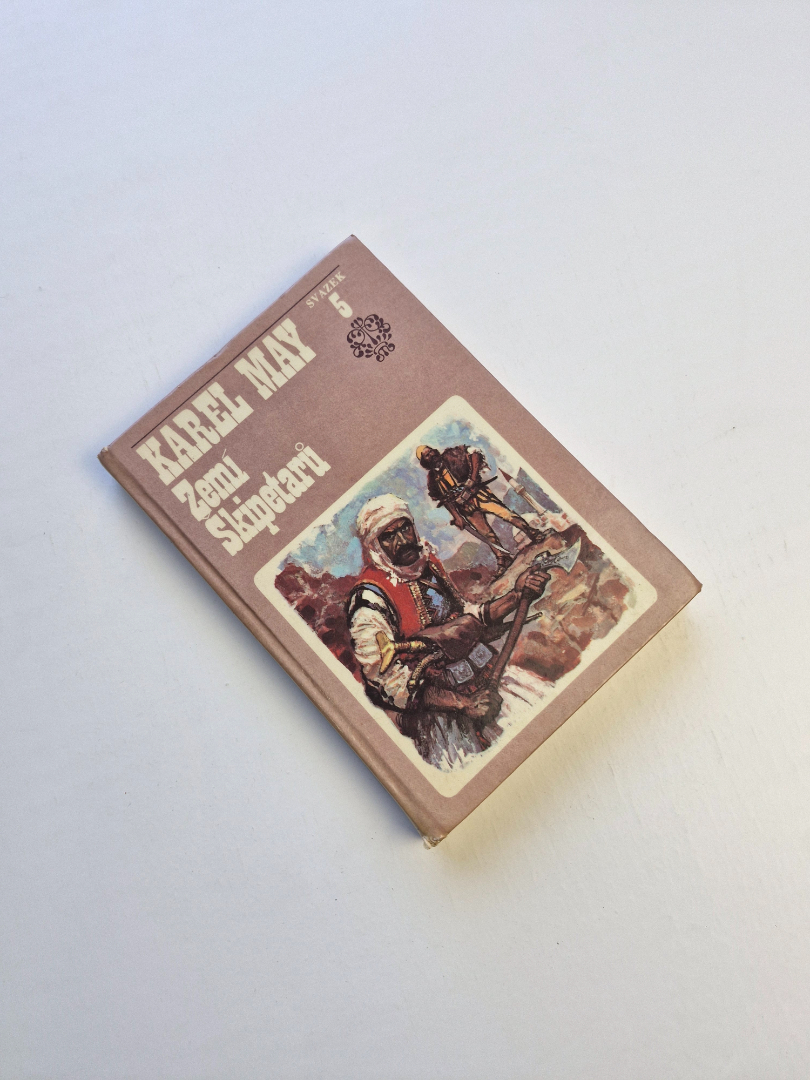 SVAZEK
5
KAREL MAY
Zemí
Skipetarů